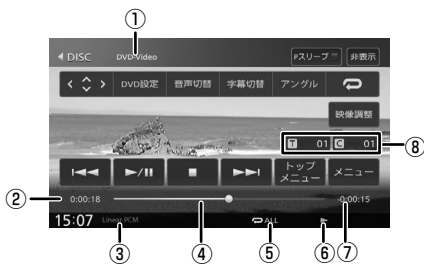 ①
DISC DVD-Video Pスリープ 非表示
DVD設定 音声切替 字幕切替 アングル
映像調整
T 01 C 01 ⑧
トップメニュー メニュー
② 0:00:18 -0:00:15
15:07 Linear PCM ALL
③ ④ ⑤ ⑥ ⑦